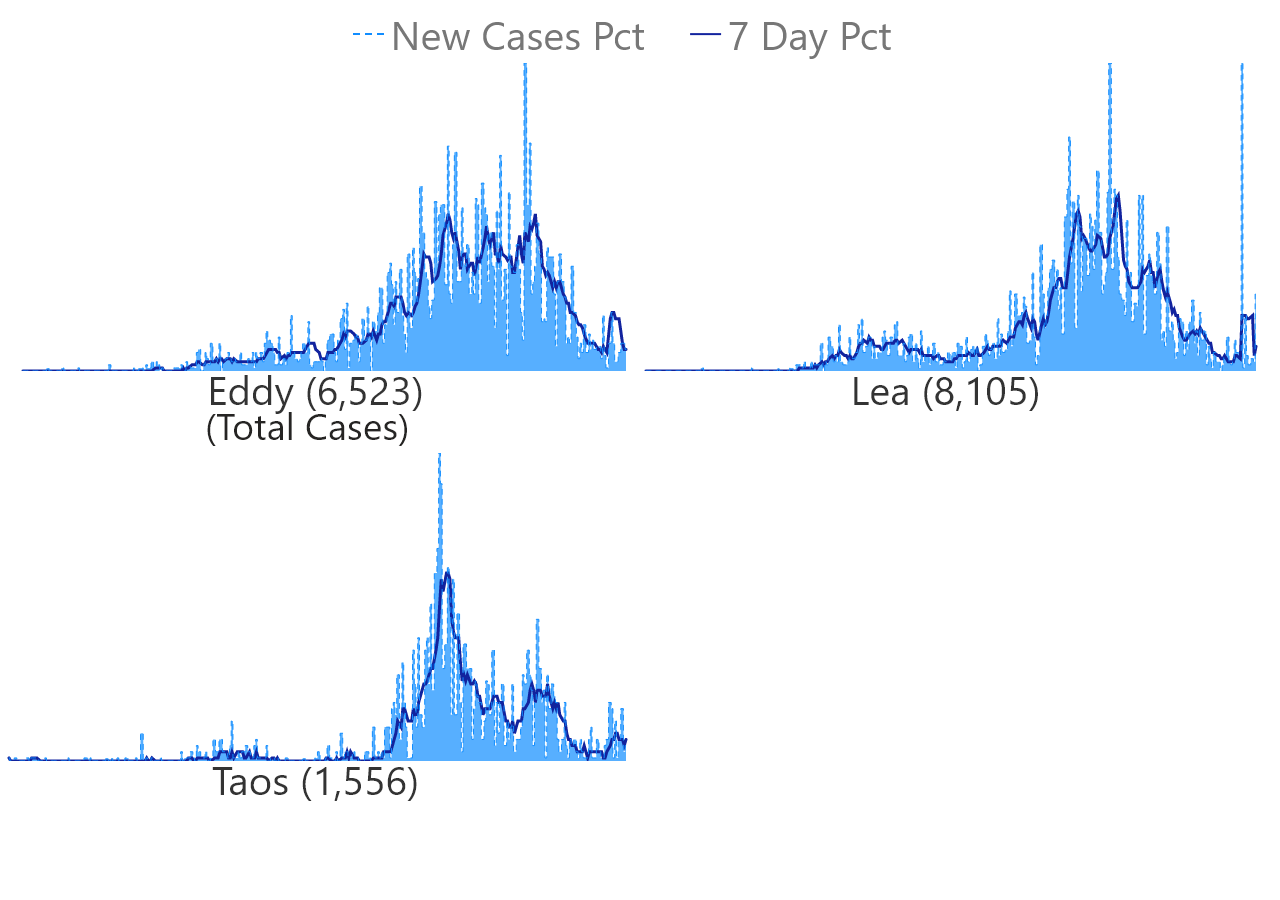 New Cases Pct 7 Day Pct
Eddy (6,523)
(Total Cases)
Lea (8,105)
Taos (1,556)